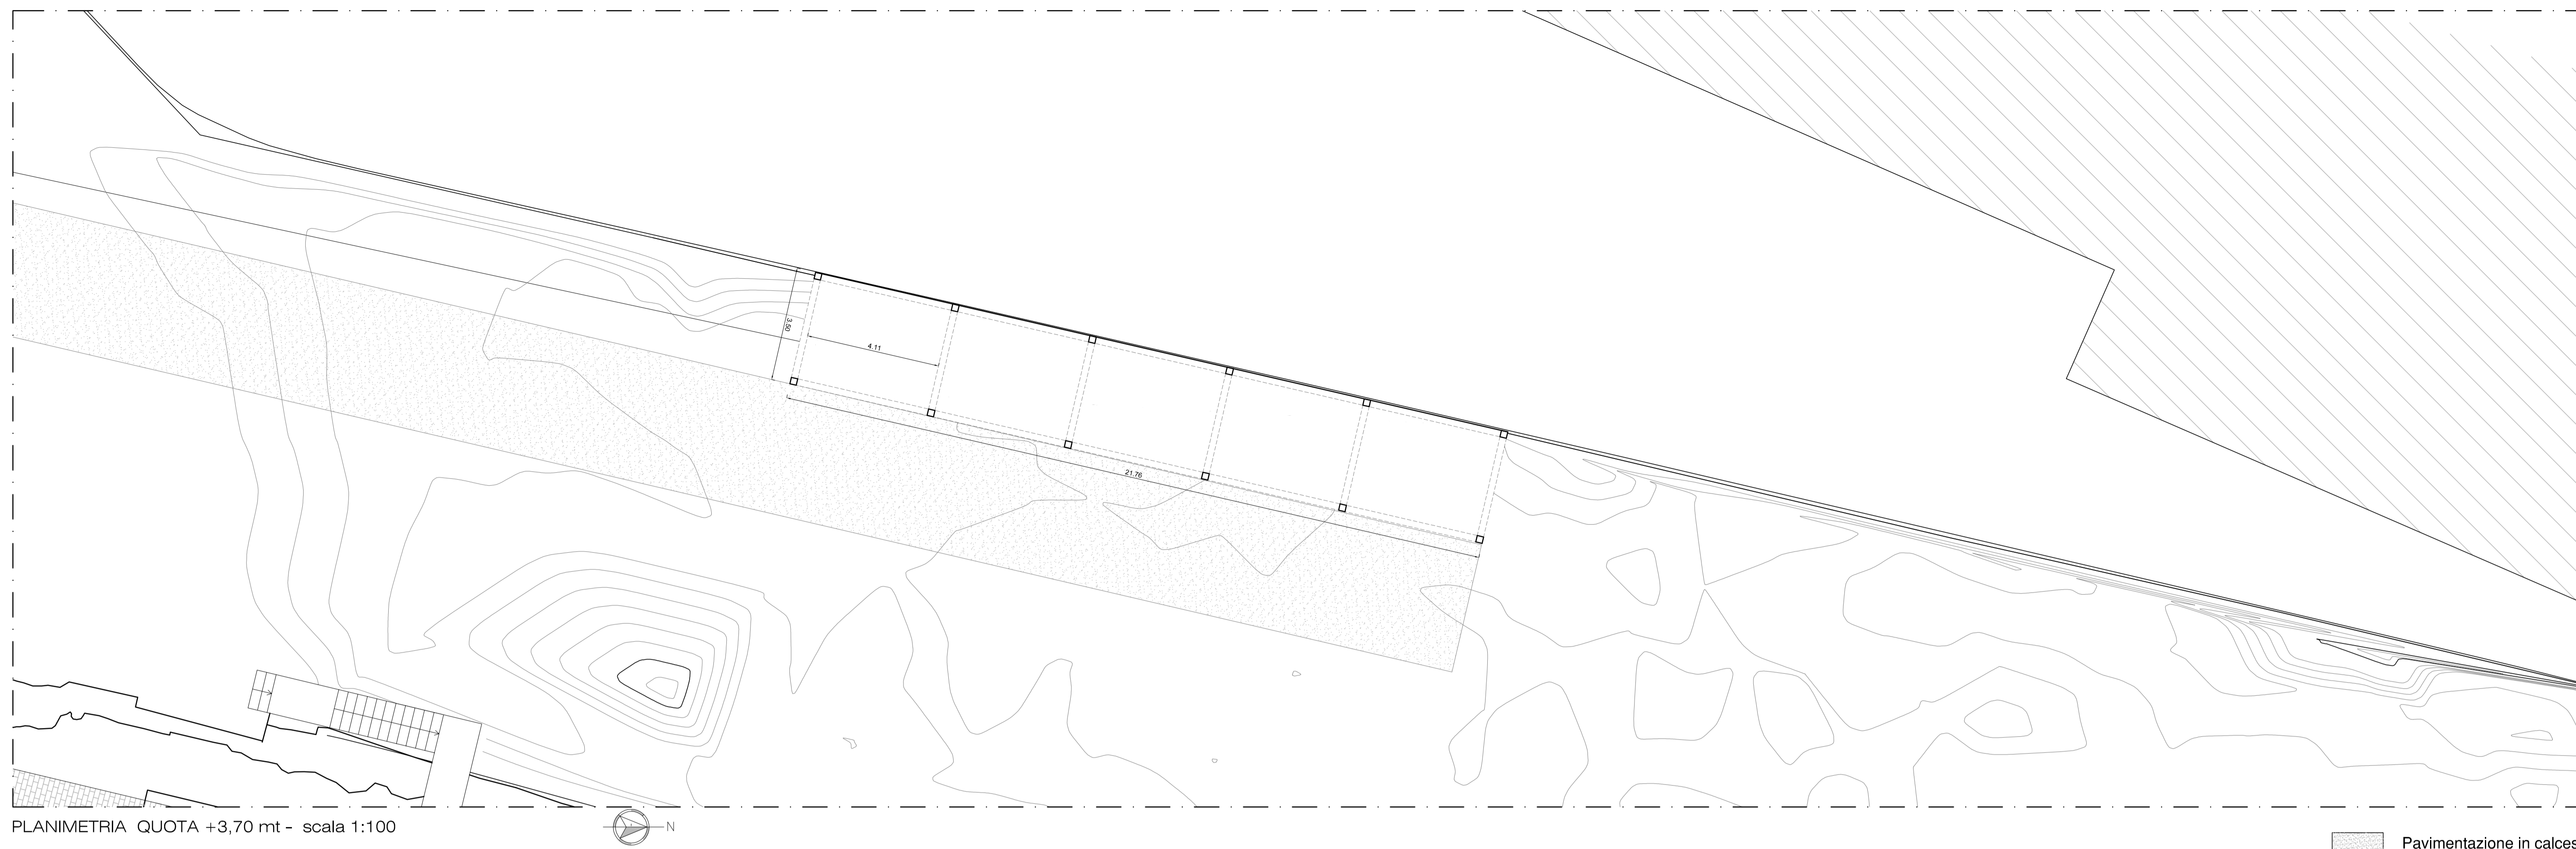 3.50
4.11
21.76
PLANIMETRIA QUOTA +3,70 mt - scala 1:100
N
Pavimentazione in calces